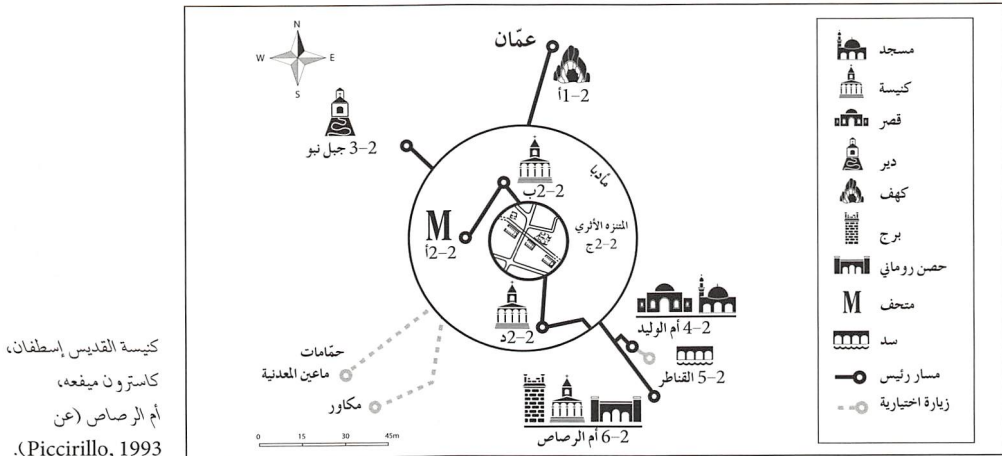 N
W
E
S
عمّان
2–1أ
2–3 جبل نبو
2–2ب
مأدبا
M
2–2أ
المتنزه الأثري
2–2ج
2–2د
2–4 أم الوليد
2–5 القناطر
2–6 أم الرصاص
حمّامات
ماعين المعدنية
مكاور
0 15 30 45m
مسجد
كنيسة
قصر
دير
كهف
برج
حصن روماني
M متحف
سد
مسار رئيس
زيارة اختيارية
كنيسة القديس إسطفان،
كاسترون ميفعه،
أم الرصاص (عن
Piccirillo, 1993).